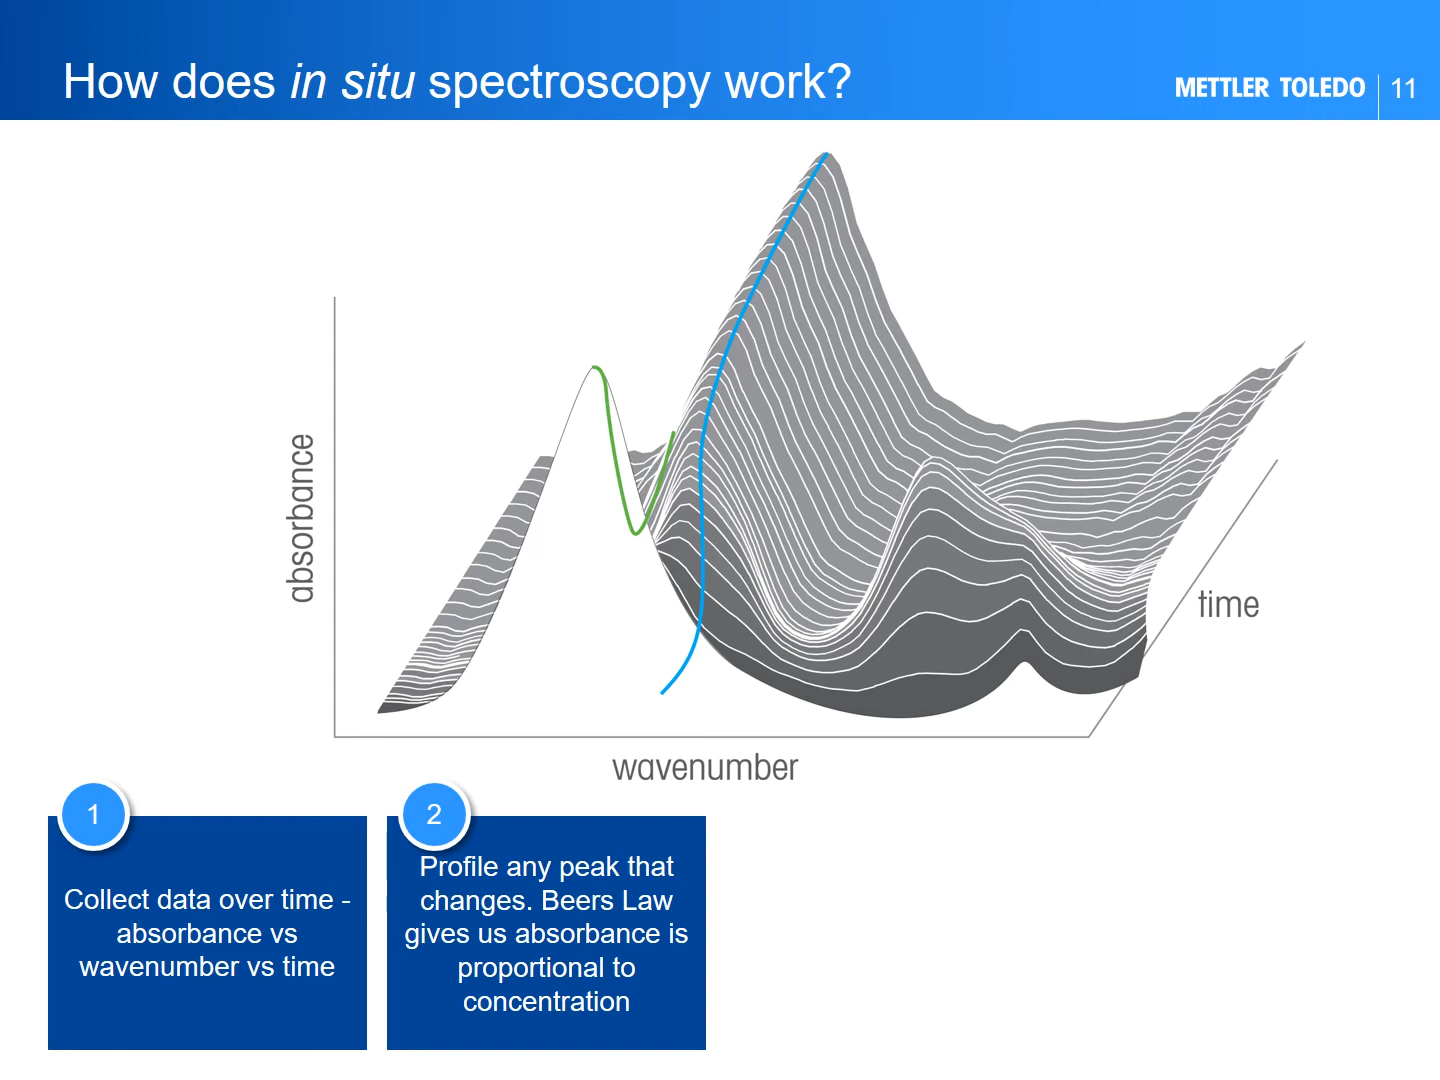 How does in situ spectroscopy work?
METTLER TOLEDO
11
absorbance
time
wavenumber
1
Collect data over time -
absorbance vs
wavenumber vs time
2
Profile any peak that
changes. Beers Law
gives us absorbance is
proportional to
concentration